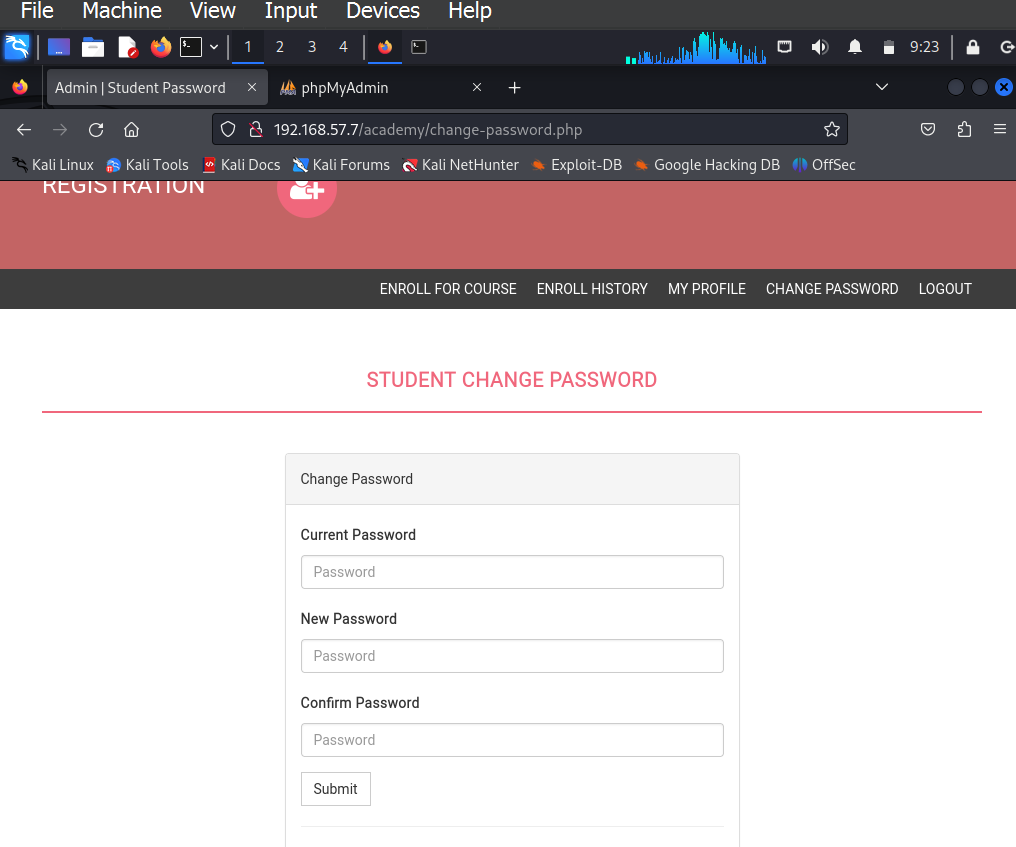 File Machine View Input Devices Help
1 2 3 4 9:23
Admin | Student Password phpMyAdmin
192.168.57.7/academy/change-password.php
Kali Linux Kali Tools Kali Docs Kali Forums Kali NetHunter Exploit-DB Google Hacking DB OffSec
REGISTRATION
ENROLL FOR COURSE ENROLL HISTORY MY PROFILE CHANGE PASSWORD LOGOUT
STUDENT CHANGE PASSWORD
Change Password
Current Password
Password
New Password
Password
Confirm Password
Password
Submit